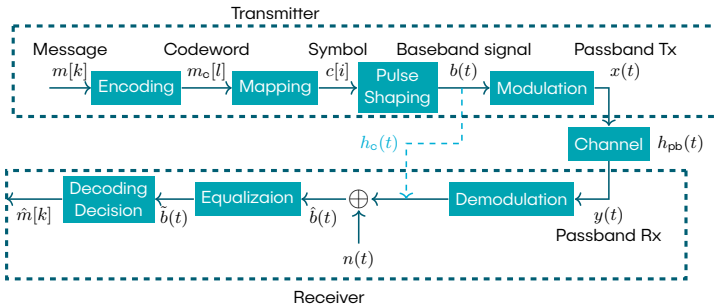 Transmitter
Message Codeword Symbol Baseband signal Passband Tx
m[k] m_c[l] c[i] b(t) x(t)
Encoding Mapping Pulse Shaping Modulation
h_c(t) Channel h_pb(t)
Decoding Decision Equalizaion Demodulation
m̂[k] b̃(t) b̂(t) y(t)
Passband Rx
n(t)
Receiver